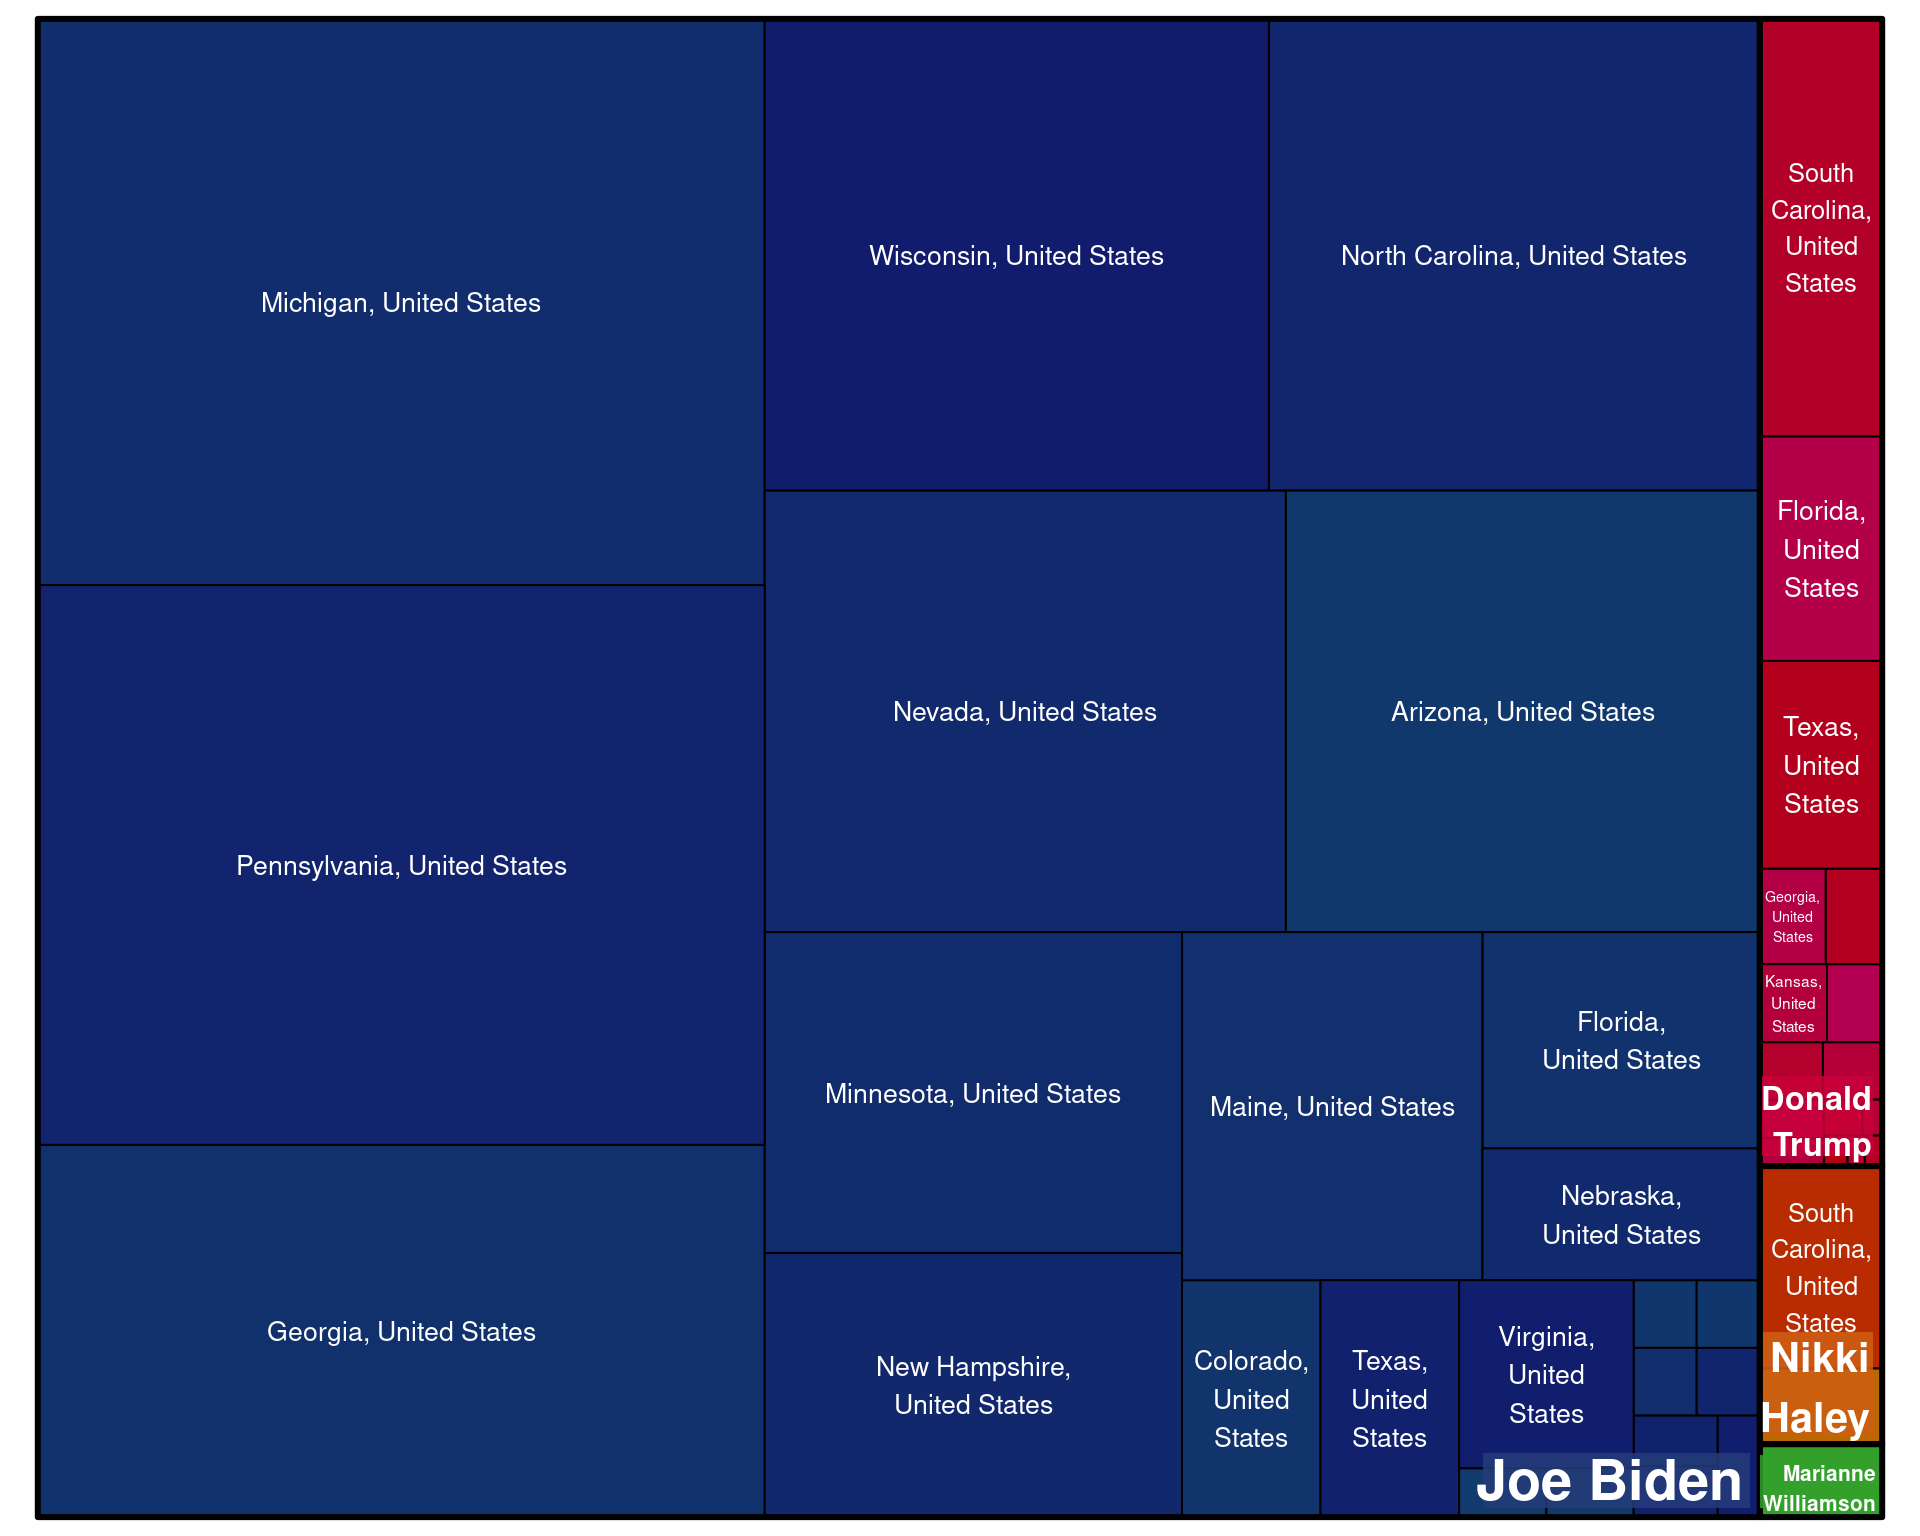 Michigan, United States
Pennsylvania, United States
Georgia, United States
Wisconsin, United States
North Carolina, United States
Nevada, United States
Arizona, United States
Minnesota, United States
New Hampshire,
United States
Maine, United States
Florida,
United States
Nebraska,
United States
Colorado,
United
States
Texas,
United
States
Virginia,
United
States
Joe Biden
South
Carolina,
United
States
Florida,
United
States
Texas,
United
States
Georgia,
United
States
Kansas,
United
States
Donald
Trump
South
Carolina,
United
States
Nikki
Haley
Marianne
Williamson